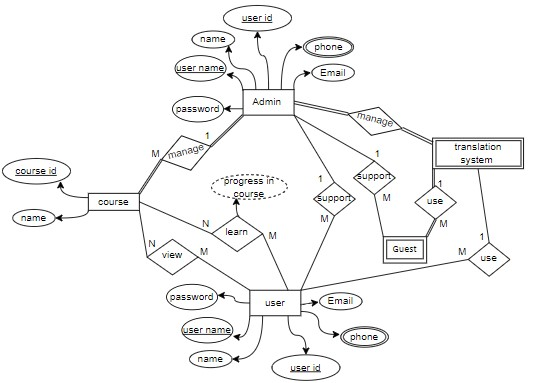 user id
name
phone
user name
Email
password
Admin
manage
translation
system
M
manage
1
course id
course
name
progress in
course
1
support
M
1
support
M
1
use
M
Guest
N
learn
M
N
view
M
1
use
M
password
user
Email
user name
phone
name
user id